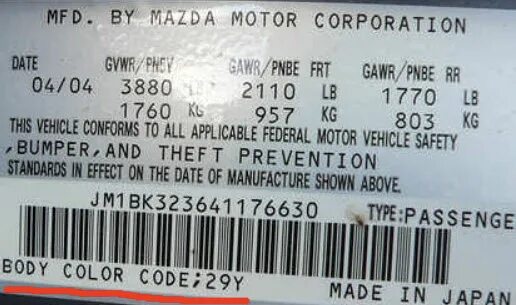 MFD. BY MAZDA MOTOR CORPORATION
DATE GVWR/PNBV GAWR/PNBE FRT GAWR/PNBE RR
04/04 3880 LB 2110 LB 1770 LB
1760 KG 957 KG 803 KG
THIS VEHICLE CONFORMS TO ALL APPLICABLE FEDERAL MOTOR VEHICLE SAFETY
,BUMPER,AND THEFT PREVENTION
STANDARDS IN EFFECT ON THE DATE OF MANUFACTURE SHOWN ABOVE.
JM1BK323641176630 TYPE:PASSENGE
BODY COLOR CODE;29Y MADE IN JAPAN